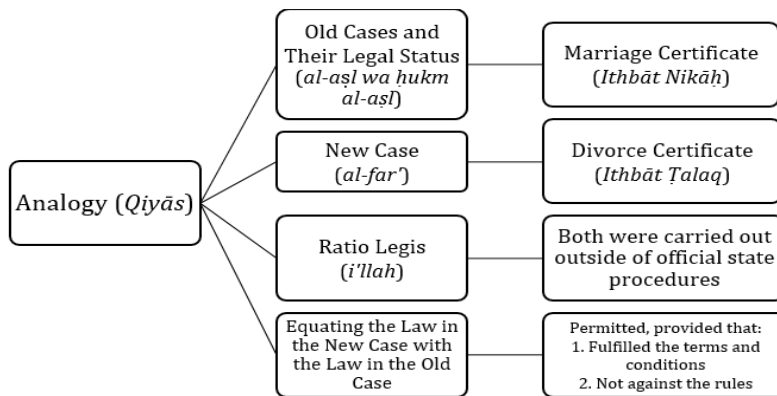 Analogy (Qiyās)
Old Cases and
Their Legal Status
(al-aṣl wa ḥukm
al-aṣl)
Marriage Certificate
(Ithbāt Nikāḥ)
New Case
(al-far')
Divorce Certificate
(Ithbāt Ṭalaq)
Ratio Legis
(i'llah)
Both were carried out
outside of official state
procedures
Equating the Law in
the New Case with
the Law in the Old
Case
Permitted, provided that:
1. Fulfilled the terms and
conditions
2. Not against the rules